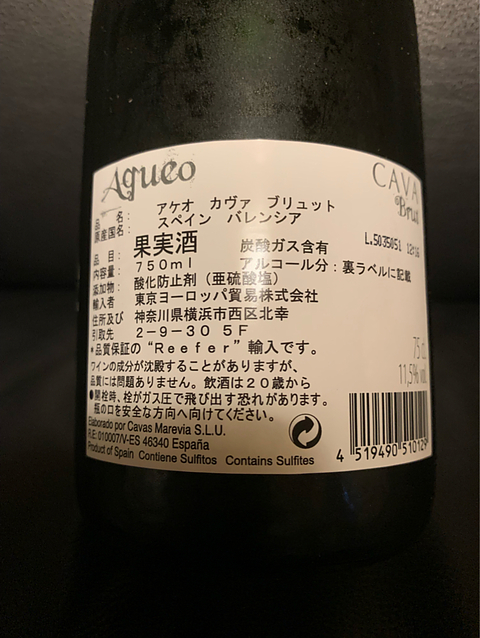 Aqueo
CAVA
Brut
品名： アケオ カヴァ ブリュット
原産国名： スペイン バレンシア
L.5035051 12:16
品目： 果実酒 炭酸ガス含有
内容量： 750ml アルコール分：裏ラベルに記載
添加物： 酸化防止剤（亜硫酸塩）
輸入者 東京ヨーロッパ貿易株式会社
住所及び 神奈川県横浜市西区北幸
引取先 2-9-30 5F
●品質保証の“Reefer”輸入です。
ワインの成分が沈殿することがありますが、
品質には問題ありません。飲酒は20歳から
●開栓時、栓がガス圧で飛び出す恐れがあります。
瓶の口を安全な方向へ向けてください。
75 cl.
11,5% vol.
Elaborado por Cavas Marevia S.L.U.
R.E: 010007/V-ES 46340 España
Product of Spain Contiene Sulfitos Contains Sulfites
4 519490 510129